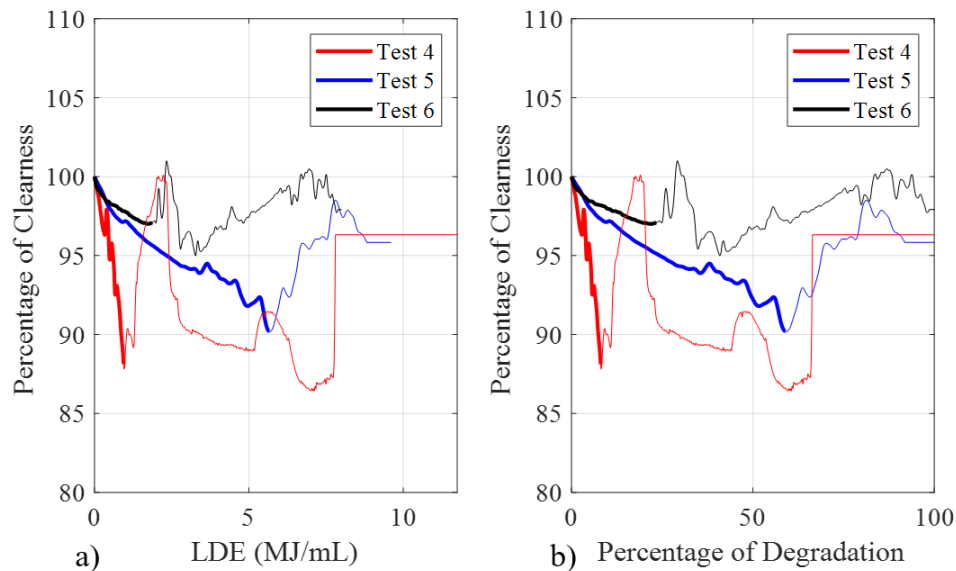 110
105
100
95
90
85
80
Percentage of Clearness
Test 4
Test 5
Test 6
0
5
10
a) LDE (MJ/mL)
110
105
100
95
90
85
80
Percentage of Clearness
Test 4
Test 5
Test 6
0
50
100
b) Percentage of Degradation